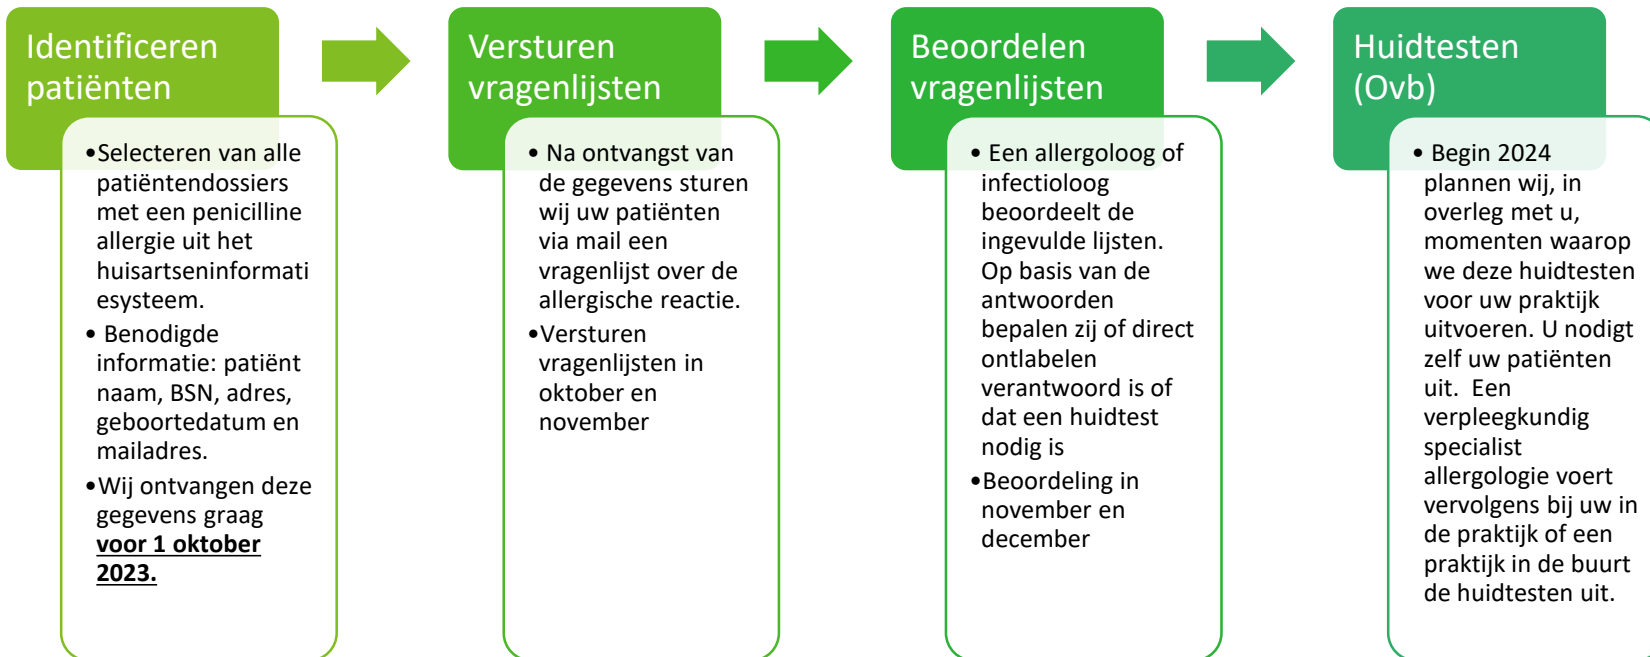 Identificeren
patiënten
•Selecteren van alle
patiëntendossiers
met een penicilline
allergie uit het
huisartseninformati
esysteem.
• Benodigde
informatie: patiënt
naam, BSN, adres,
geboortedatum en
mailadres.
•Wij ontvangen deze
gegevens graag
voor 1 oktober
2023.
Versturen
vragenlijsten
• Na ontvangst van
de gegevens sturen
wij uw patiënten
via mail een
vragenlijst over de
allergische reactie.
•Versturen
vragenlijsten in
oktober en
november
Beoordelen
vragenlijsten
• Een allergoloog of
infectioloog
beoordeelt de
ingevulde lijsten.
Op basis van de
antwoorden
bepalen zij of direct
ontlabelen
verantwoord is of
dat een huidtest
nodig is
•Beoordeling in
november en
december
Huidtesten
(Ovb)
• Begin 2024
plannen wij, in
overleg met u,
momenten waarop
we deze huidtesten
voor uw praktijk
uitvoeren. U nodigt
zelf uw patiënten
uit.  Een
verpleegkundig
specialist
allergologie voert
vervolgens bij uw in
de praktijk of een
praktijk in de buurt
de huidtesten uit.